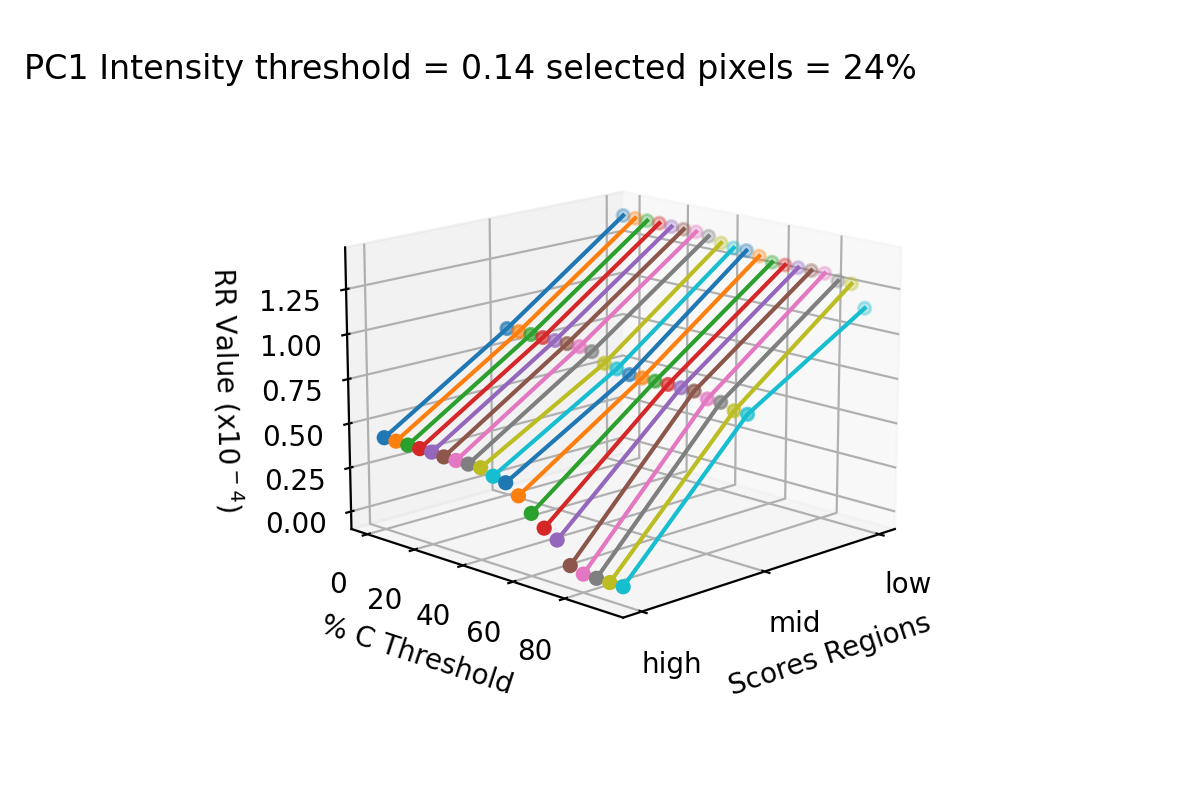 PC1 Intensity threshold = 0.14 selected pixels = 24%
RR Value (x10⁻⁴)
1.25
1.00
0.75
0.50
0.25
0.00
0
20
40
60
80
% C Threshold
high
mid
low
Scores Regions